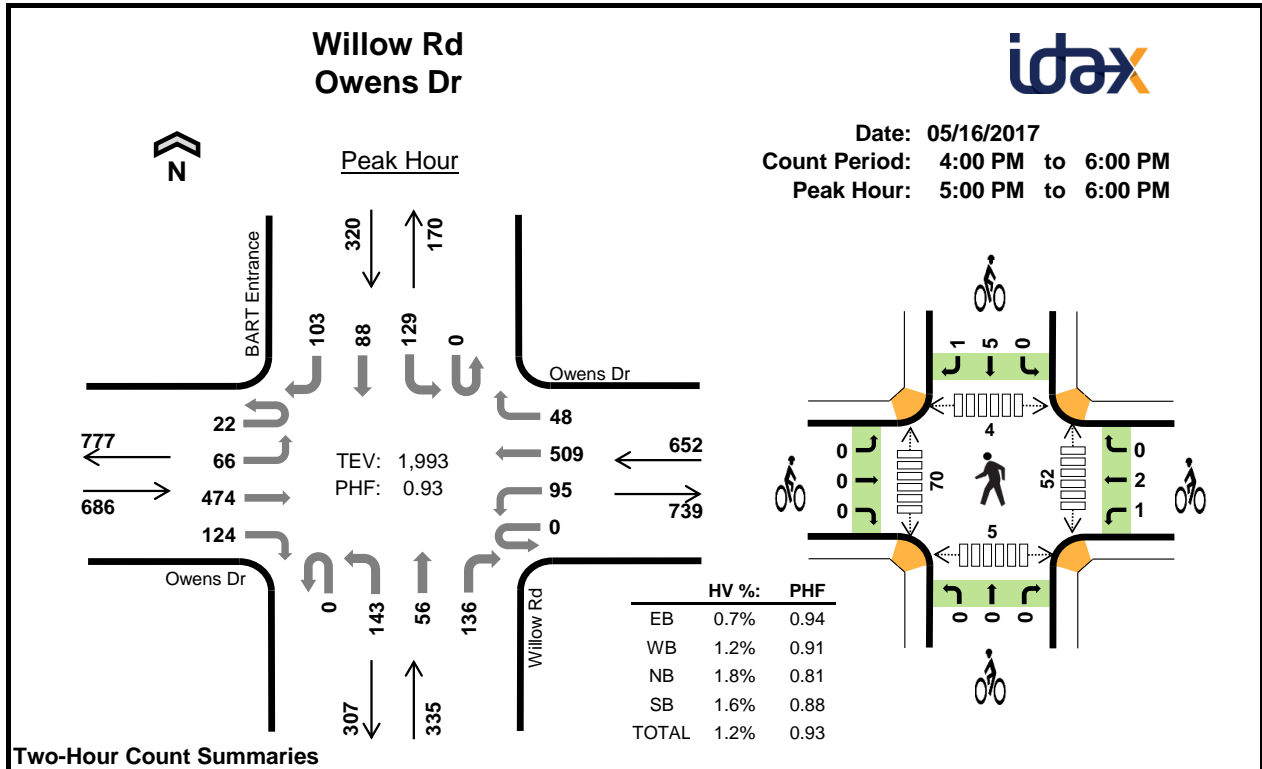 Willow Rd
Owens Dr
idax
Date: 05/16/2017
Count Period: 4:00 PM to 6:00 PM
Peak Hour: 5:00 PM to 6:00 PM
N
Peak Hour
320
170
BART Entrance
103
88
129
0
Owens Dr
22
66
474
124
777
686
TEV: 1,993
PHF: 0.93
48
509
95
0
652
739
Owens Dr
0
143
56
136
Willow Rd
307
335
HV %: PHF
EB 0.7% 0.94
WB 1.2% 0.91
NB 1.8% 0.81
SB 1.6% 0.88
TOTAL 1.2% 0.93
1
5
0
4
0
0
0
70
52
0
2
1
5
0
0
0
Two-Hour Count Summaries